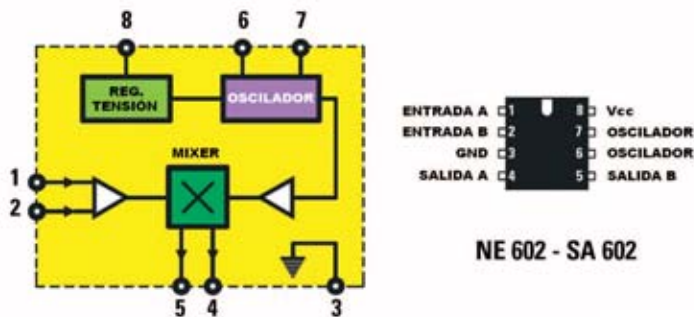 8 6 7
REG.
TENSIÓN
OSCILADOR
MIXER
1
2
5 4 3
ENTRADA A 1 8 Vcc
ENTRADA B 2 7 OSCILADOR
GND 3 6 OSCILADOR
SALIDA A 4 5 SALIDA B
NE 602 - SA 602